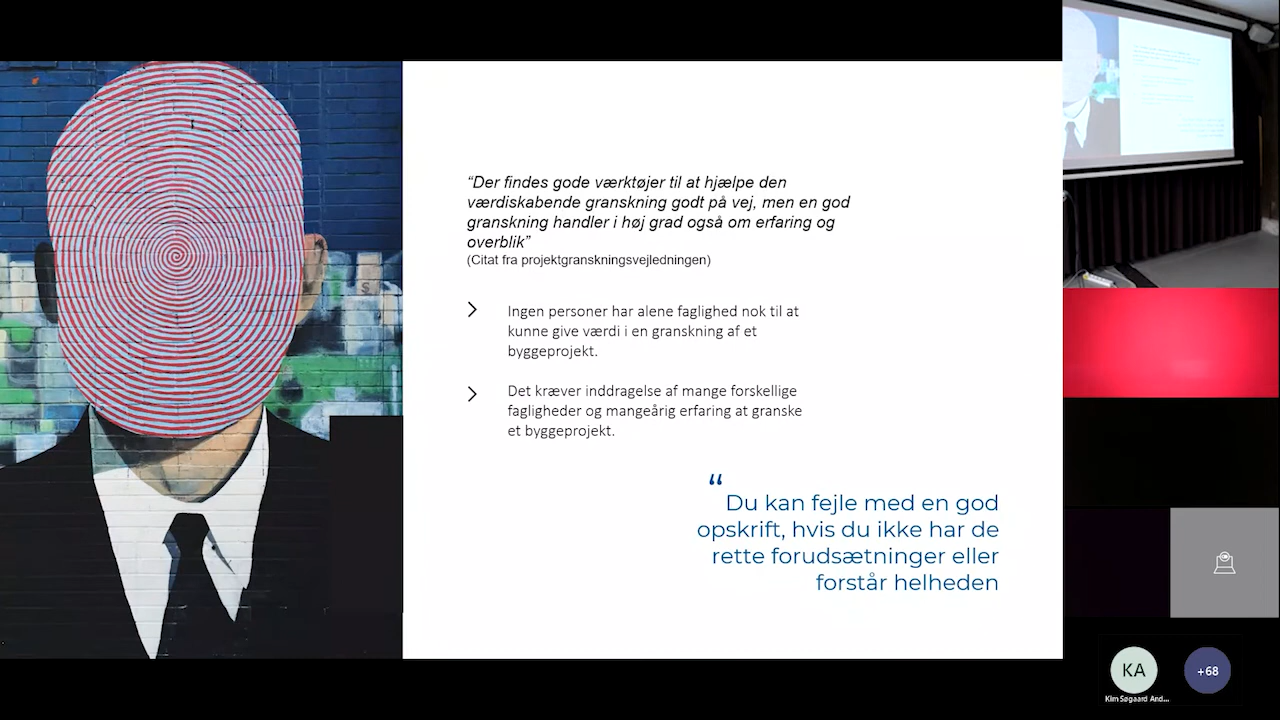 “Der findes gode værktøjer til at hjælpe den
værdiskabende granskning godt på vej, men en god
granskning handler i høj grad også om erfaring og
overblik”
(Citat fra projektgranskningsvejledningen)
Ingen personer har alene faglighed nok til at
kunne give værdi i en granskning af et
byggeprojekt.
Det kræver inddragelse af mange forskellige
fagligheder og mangeårig erfaring at granske
et byggeprojekt.
“
Du kan fejle med en god
opskrift, hvis du ikke har de
rette forudsætninger eller
forstår helheden
KA
+68
Kim Søgaard And...